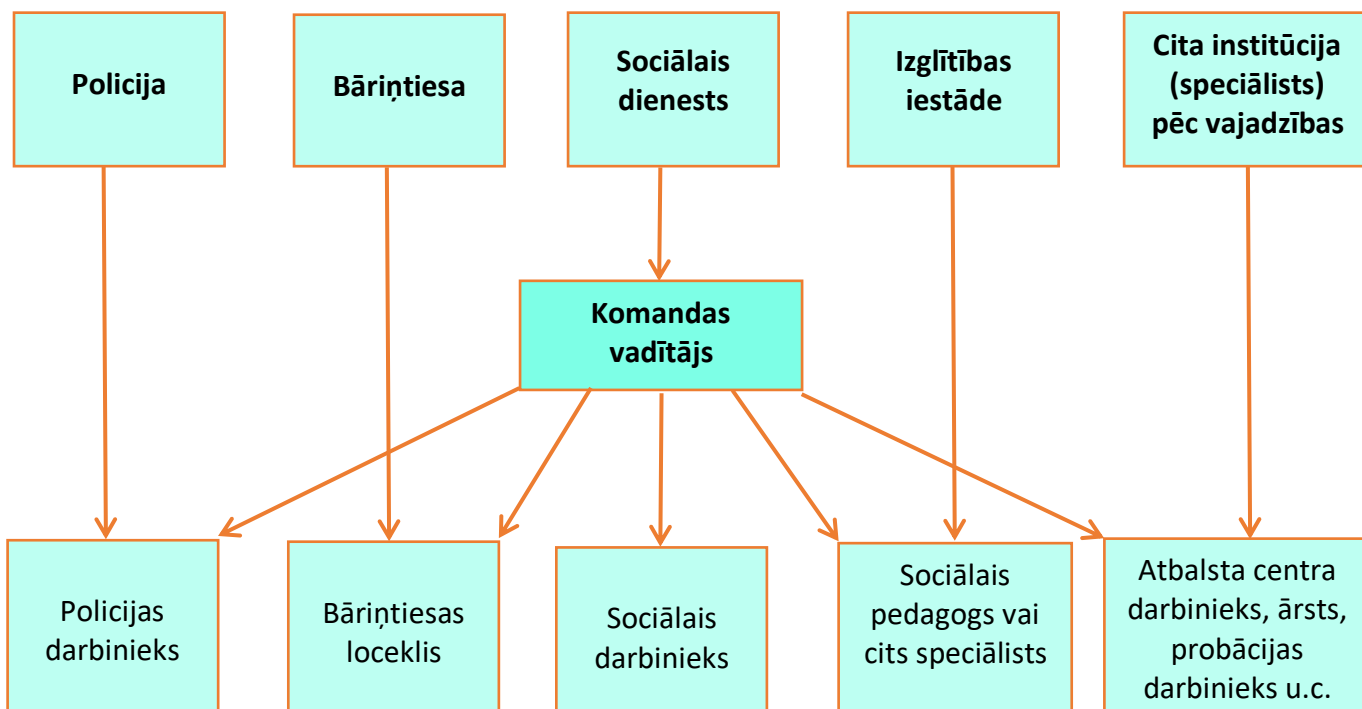 Policija
Bāriņtiesa
Sociālais
dienests
Izglītības
iestāde
Cita institūcija
(speciālists)
pēc vajadzības
Komandas
vadītājs
Policijas
darbinieks
Bāriņtiesas
loceklis
Sociālais
darbinieks
Sociālais
pedagogs vai
cits speciālists
Atbalsta centra
darbinieks, ārsts,
probācijas
darbinieks u.c.